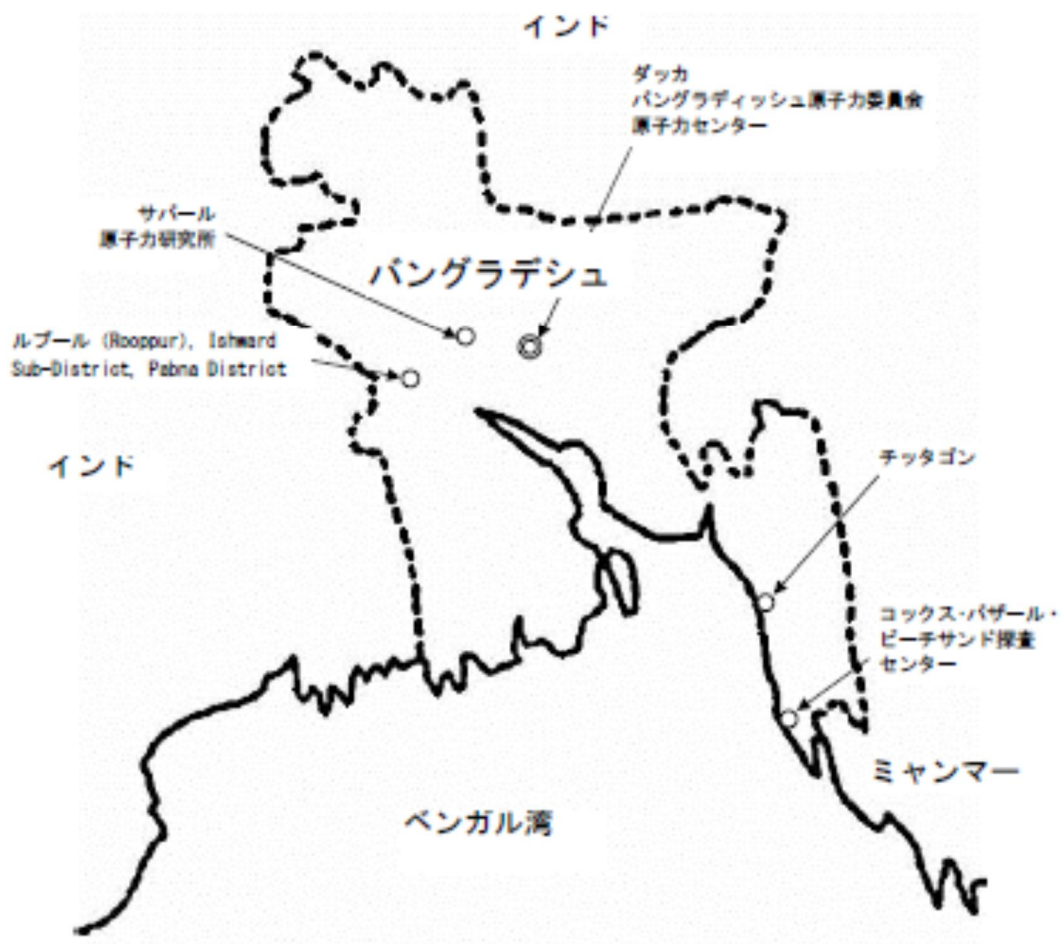 インド
ダッカ
バングラディッシュ原子力委員会
原子力センター
サバール
原子力研究所
バングラデシュ
ルプール (Rooppur), Ishward
Sub-District, Pabna District
インド
チッタゴン
コックス・バザール・
ビーチサンド探査
センター
ミャンマー
ベンガル湾